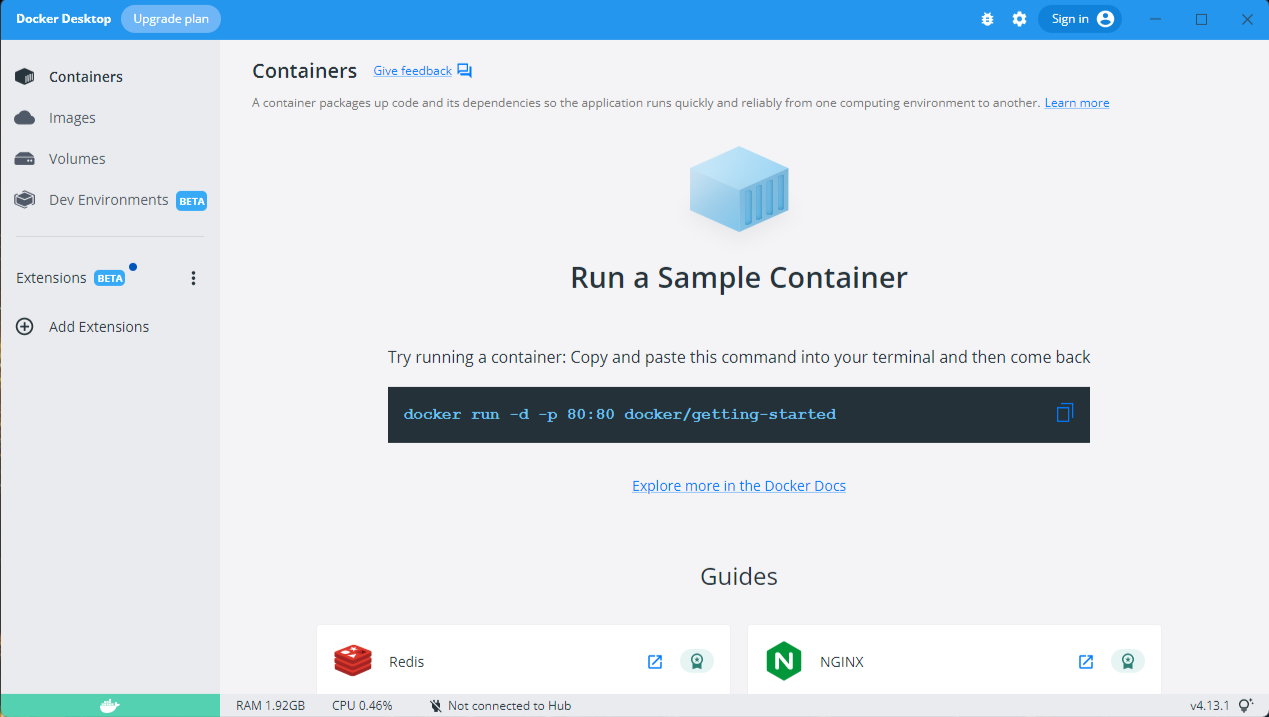 Docker Desktop Upgrade plan Sign in
Containers
Images
Volumes
Dev Environments BETA
Extensions BETA
Add Extensions
Containers Give feedback
A container packages up code and its dependencies so the application runs quickly and reliably from one computing environment to another. Learn more
Run a Sample Container
Try running a container: Copy and paste this command into your terminal and then come back
docker run -d -p 80:80 docker/getting-started
Explore more in the Docker Docs
Guides
Redis
N NGINX
RAM 1.92GB CPU 0.46% Not connected to Hub v4.13.1